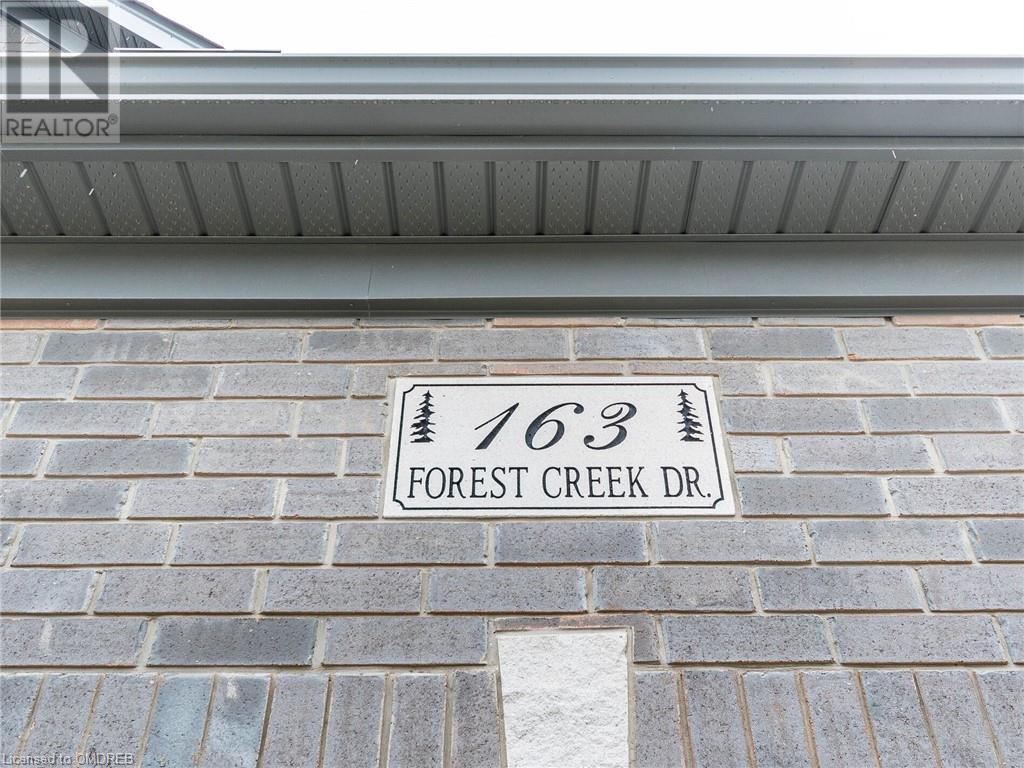 REALTOR®
163
FOREST CREEK DR.
Licensed to OMDREB